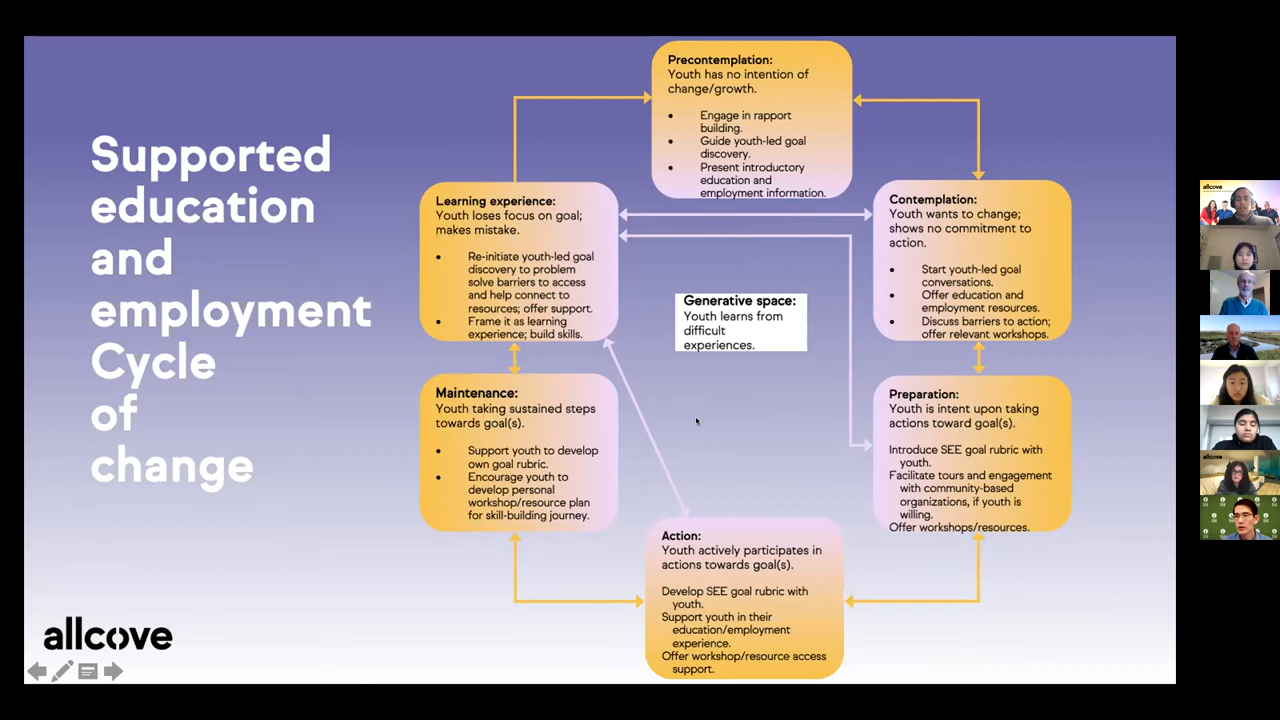 Supported
education
and
employment
Cycle
of
change
Precontemplation:
Youth has no intention of
change/growth.
• Engage in rapport
building.
• Guide youth-led goal
discovery.
• Present introductory
education and
employment information.
Contemplation:
Youth wants to change;
shows no commitment to
action.
• Start youth-led goal
conversations.
• Offer education and
employment resources.
• Discuss barriers to action;
offer relevant workshops.
Preparation:
Youth is intent upon taking
actions toward goal(s).
Introduce SEE goal rubric with
youth.
Facilitate tours and engagement
with community-based
organizations, if youth is
willing.
Offer workshops/resources.
Action:
Youth actively participates in
actions towards goal(s).
Develop SEE goal rubric with
youth.
Support youth in their
education/employment
experience.
Offer workshop/resource access
support.
Maintenance:
Youth taking sustained steps
towards goal(s).
• Support youth to develop
own goal rubric.
• Encourage youth to
develop personal
workshop/resource plan
for skill-building journey.
Learning experience:
Youth loses focus on goal;
makes mistake.
• Re-initiate youth-led goal
discovery to problem
solve barriers to access
and help connect to
resources; offer support.
• Frame it as learning
experience; build skills.
Generative space:
Youth learns from
difficult
experiences.
allcove
allcove
allcove